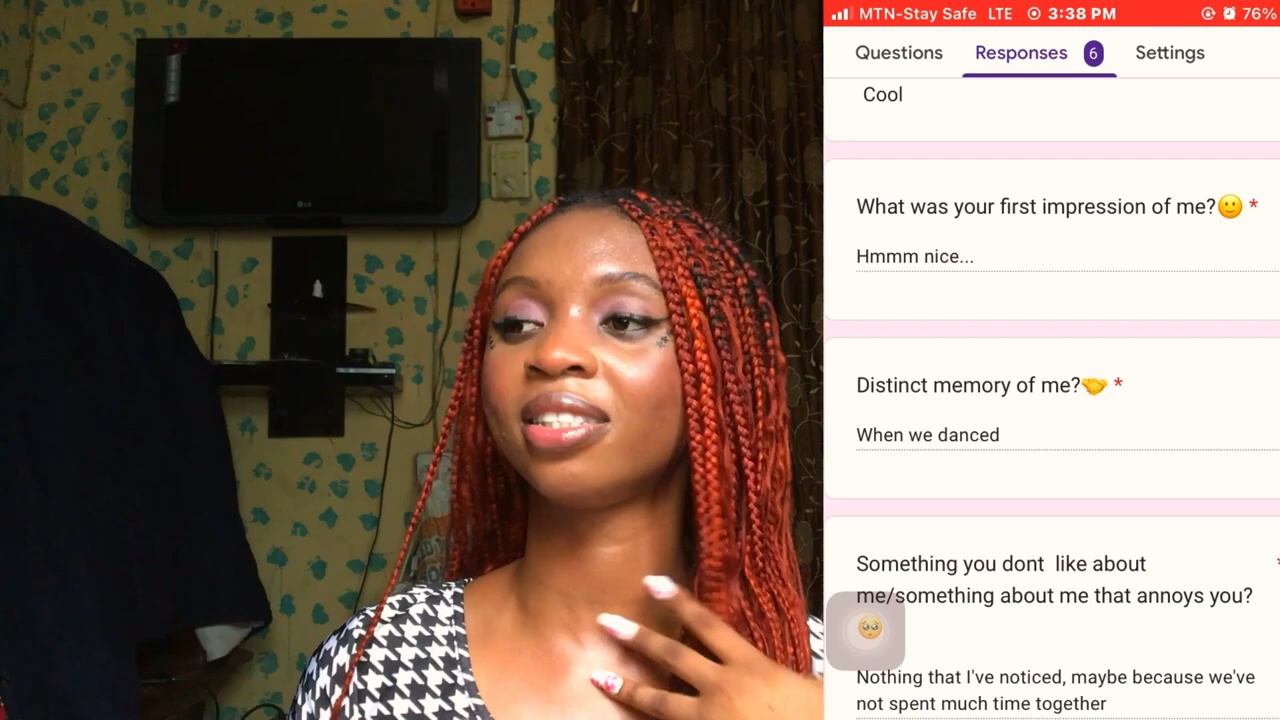 MTN-Stay Safe LTE 3:38 PM 76%
Questions Responses 6 Settings
Cool
What was your first impression of me?🙂 *
Hmmm nice...
Distinct memory of me?🤝 *
When we danced
Something you dont like about *
me/something about me that annoys you?
🥹
Nothing that I've noticed, maybe because we've
not spent much time together
LG